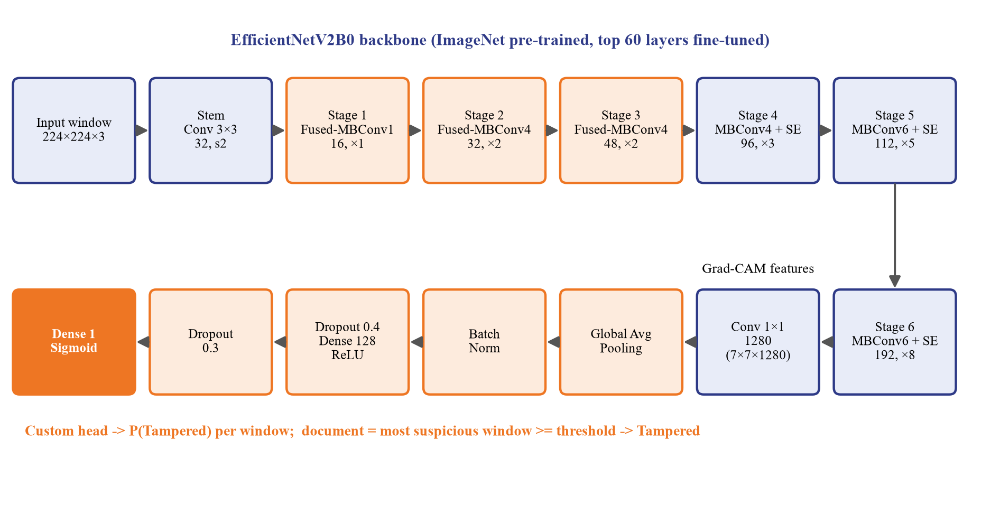 EfficientNetV2B0 backbone (ImageNet pre-trained, top 60 layers fine-tuned)
Input window
224×224×3
Stem
Conv 3×3
32, s2
Stage 1
Fused-MBConv1
16, ×1
Stage 2
Fused-MBConv4
32, ×2
Stage 3
Fused-MBConv4
48, ×2
Stage 4
MBConv4 + SE
96, ×3
Stage 5
MBConv6 + SE
112, ×5
Grad-CAM features
Dense 1
Sigmoid
Dropout
0.3
Dropout 0.4
Dense 128
ReLU
Batch
Norm
Global Avg
Pooling
Conv 1×1
1280
(7×7×1280)
Stage 6
MBConv6 + SE
192, ×8
Custom head -> P(Tampered) per window;  document = most suspicious window >= threshold -> Tampered